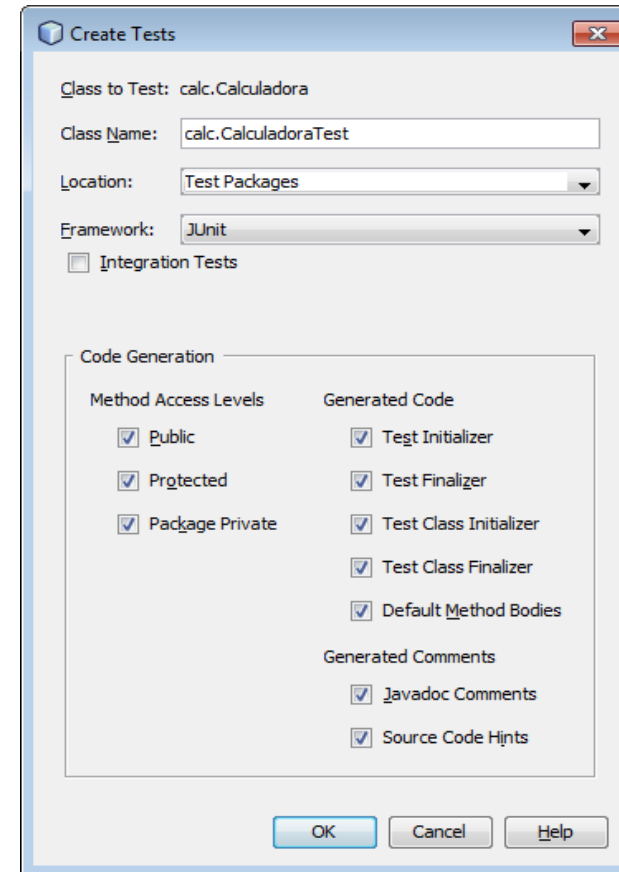 Create Tests
Class to Test: calc.Calculadora
Class Name: calc.CalculadoraTest
Location: Test Packages
Framework: JUnit
Integration Tests
Code Generation
Method Access Levels
Public
Protected
Package Private
Generated Code
Test Initializer
Test Finalizer
Test Class Initializer
Test Class Finalizer
Default Method Bodies
Generated Comments
Javadoc Comments
Source Code Hints
OK Cancel Help